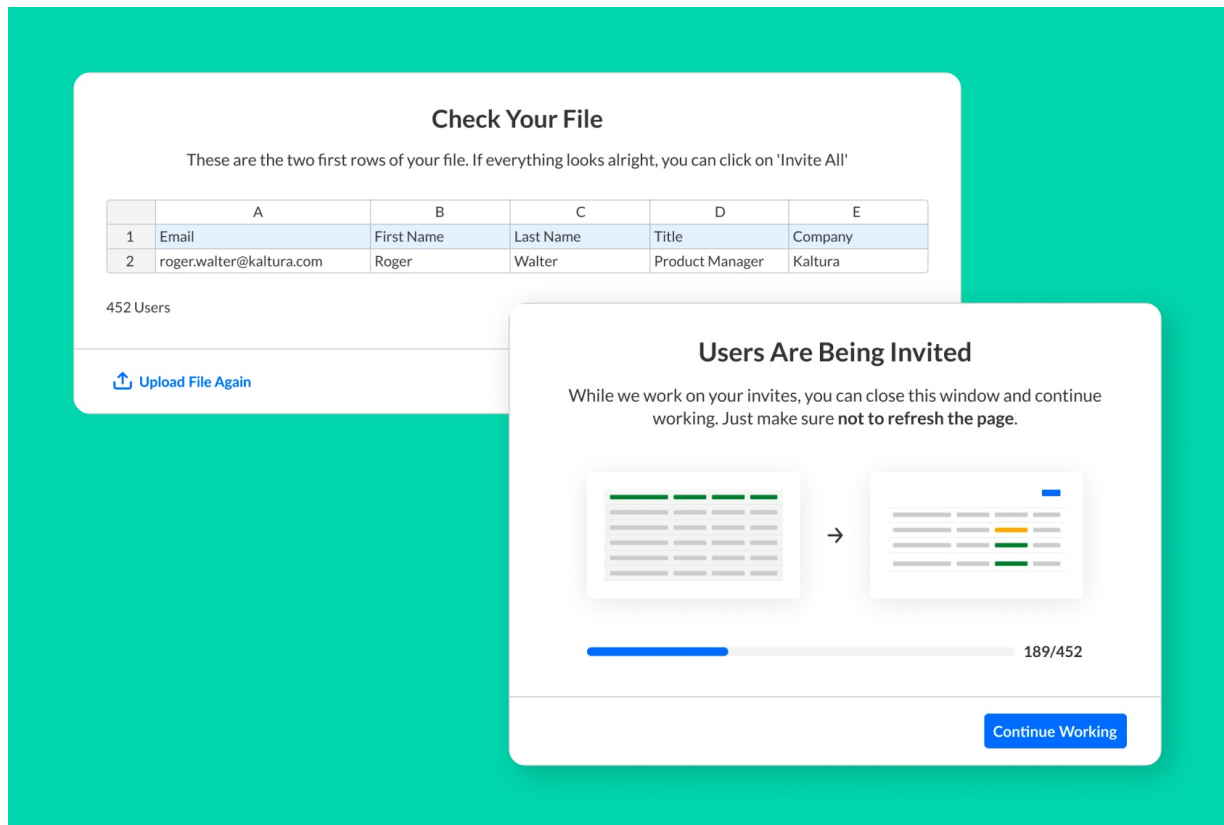 Check Your File
These are the two first rows of your file. If everything looks alright, you can click on 'Invite All'
A B C D E
1 Email First Name Last Name Title Company
2 roger.walter@kaltura.com Roger Walter Product Manager Kaltura
452 Users
Upload File Again
Users Are Being Invited
While we work on your invites, you can close this window and continue
working. Just make sure not to refresh the page.
189/452
Continue Working